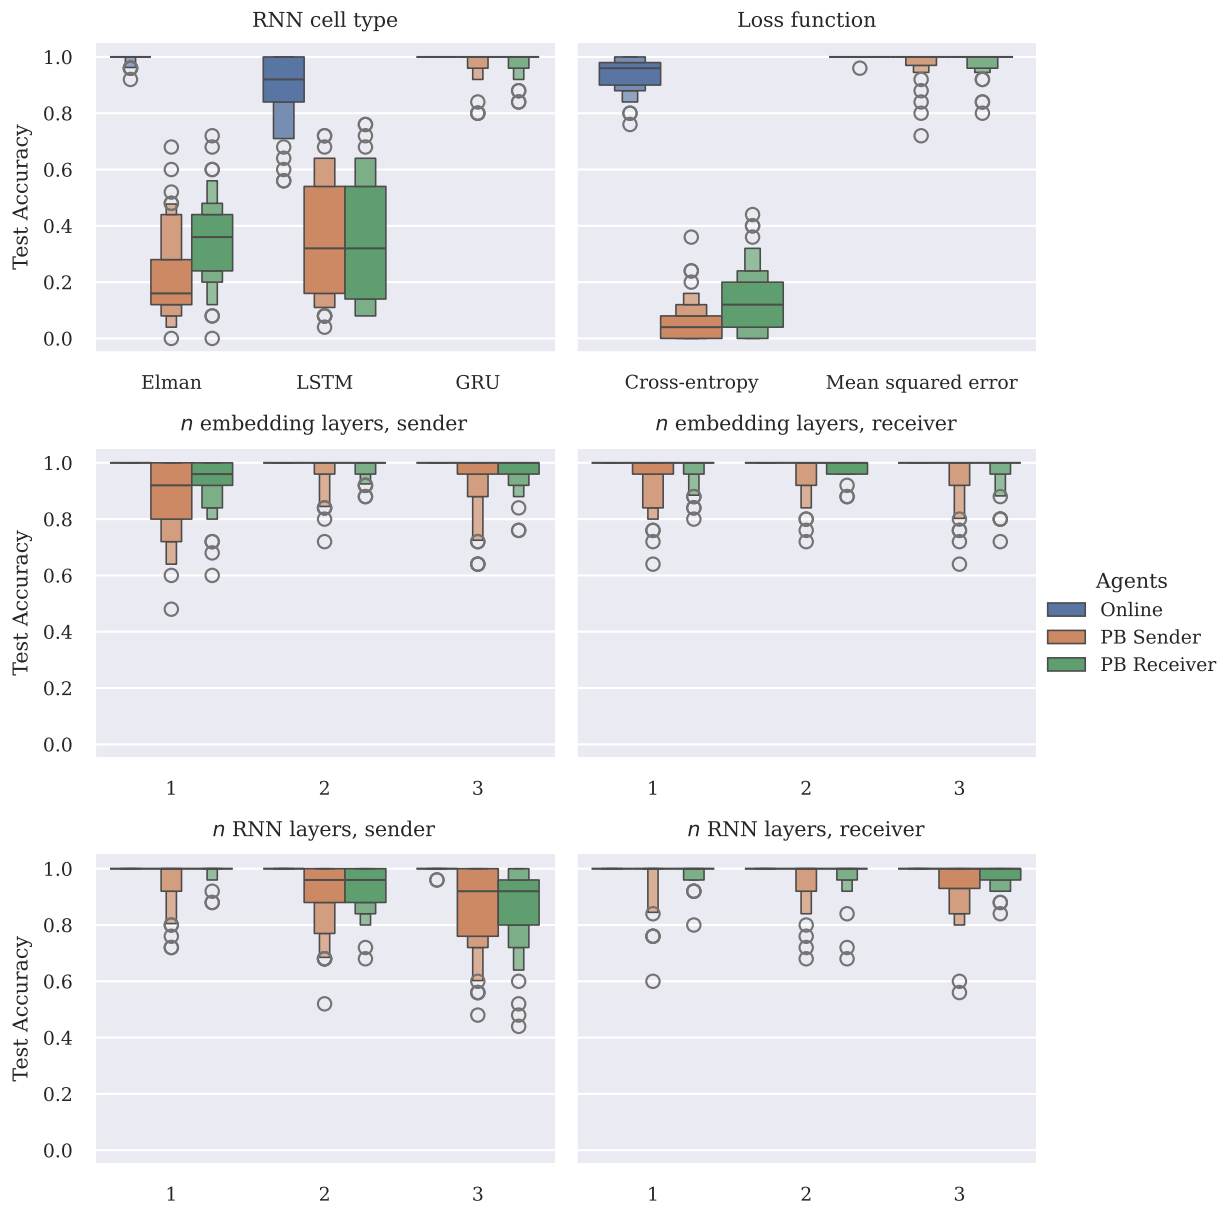 RNN cell type
Loss function
Test Accuracy
1.0
0.8
0.6
0.4
0.2
0.0
Elman
LSTM
GRU
Cross-entropy
Mean squared error
n embedding layers, sender
n embedding layers, receiver
Test Accuracy
1.0
0.8
0.6
0.4
0.2
0.0
1
2
3
1
2
3
Agents
Online
PB Sender
PB Receiver
n RNN layers, sender
n RNN layers, receiver
Test Accuracy
1.0
0.8
0.6
0.4
0.2
0.0
1
2
3
1
2
3